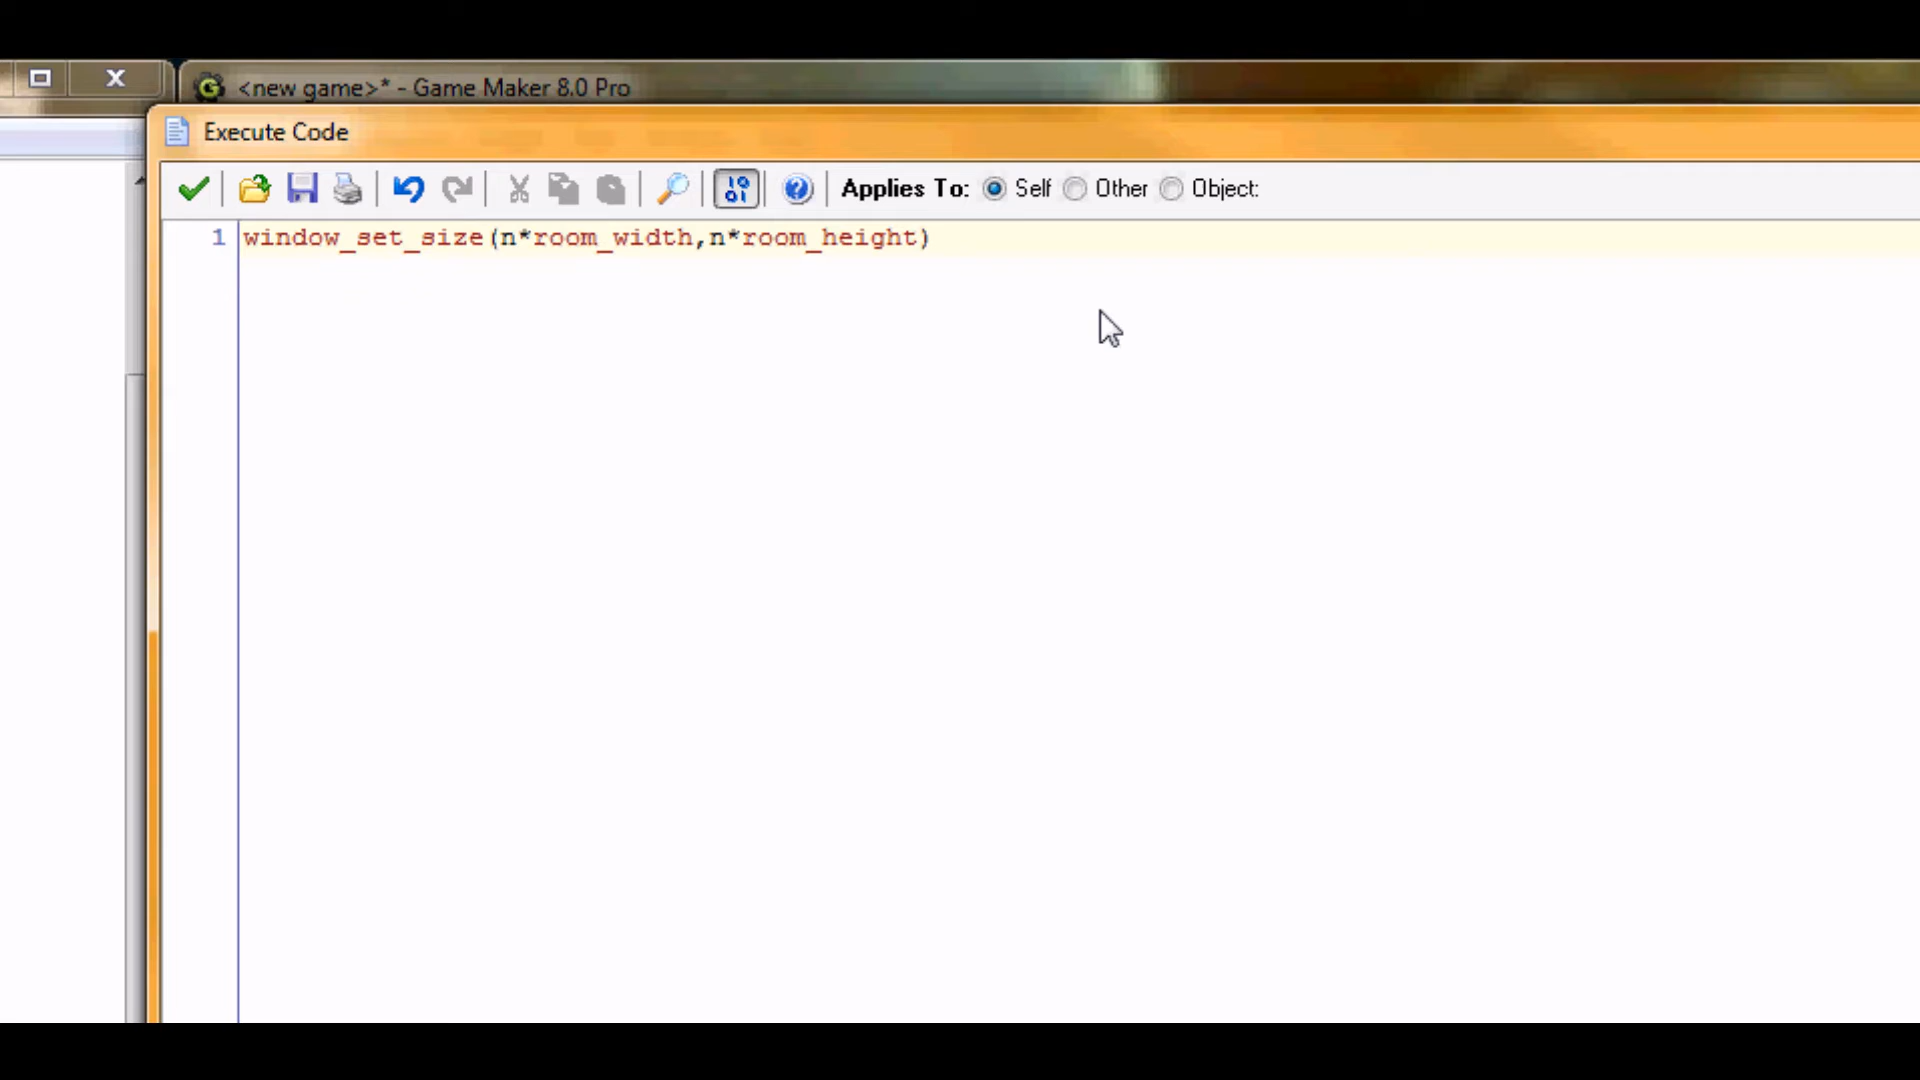 <new game>* - Game Maker 8.0 Pro
Execute Code
Applies To: Self Other Object:
1 window_set_size(n*room_width,n*room_height)